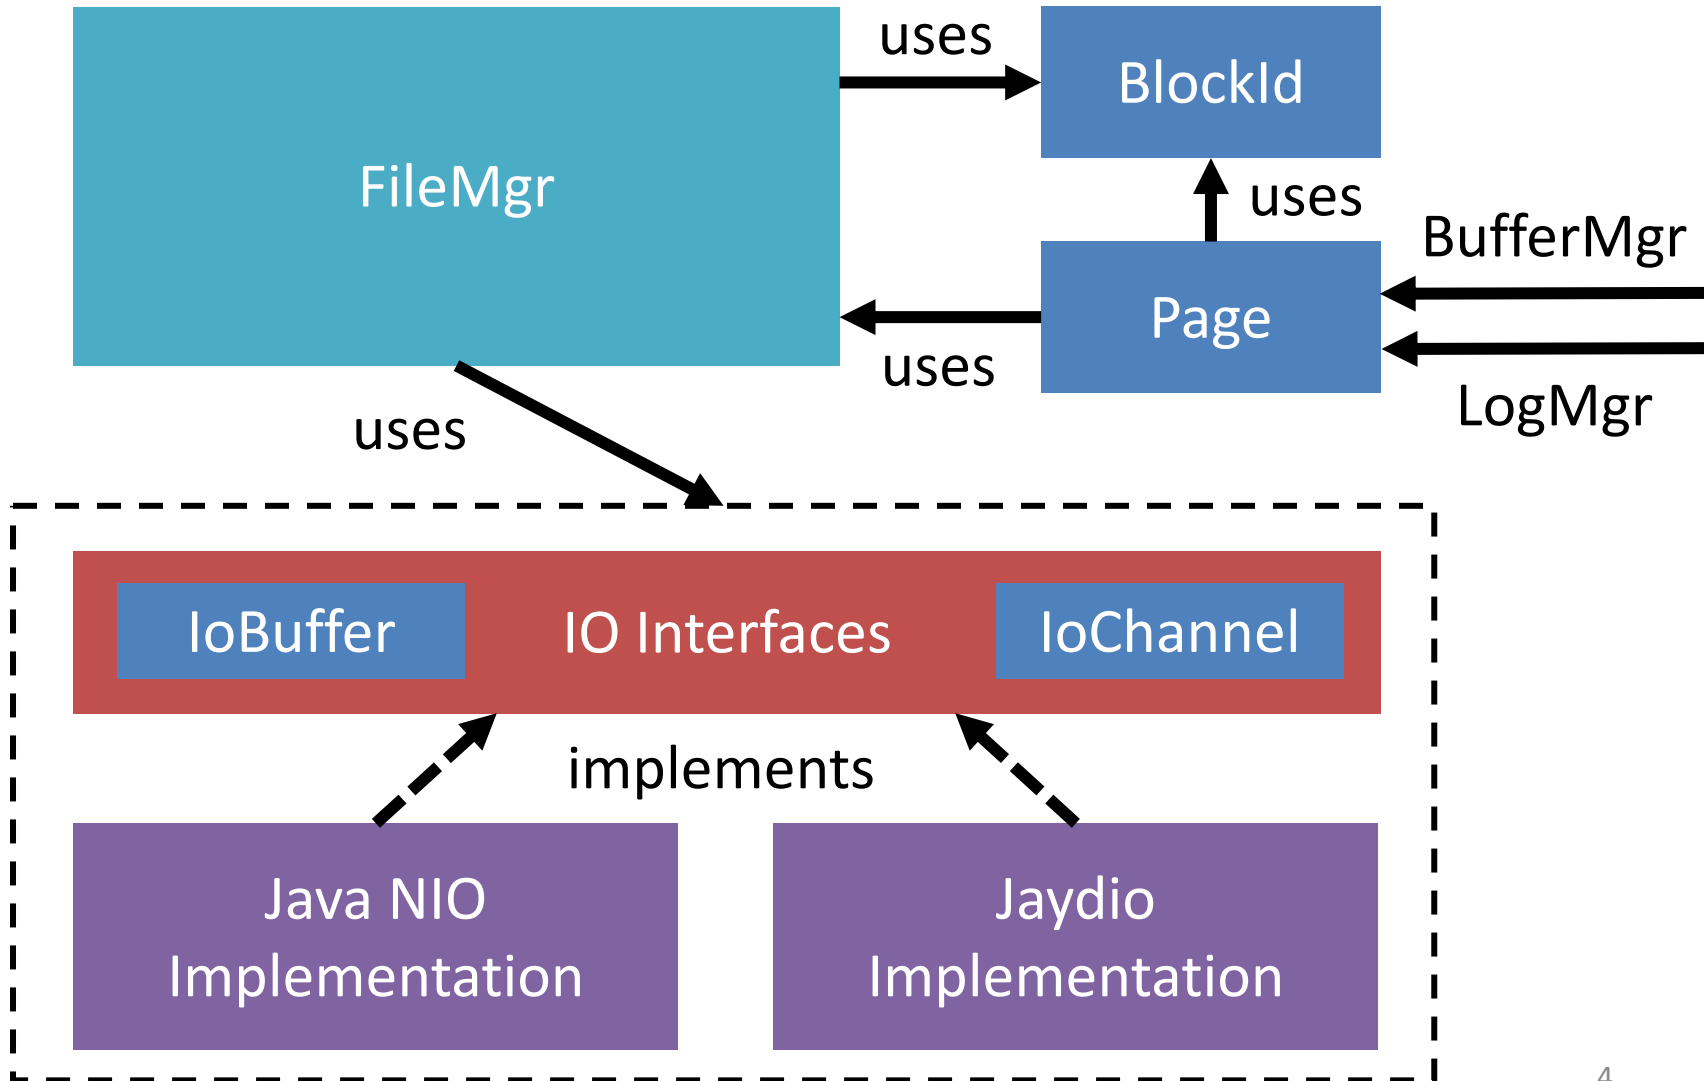 uses
BlockId
FileMgr
uses
BufferMgr
Page
uses
LogMgr
uses
IoBuffer
IO Interfaces
IoChannel
implements
Java NIO
Implementation
Jaydio
Implementation
4